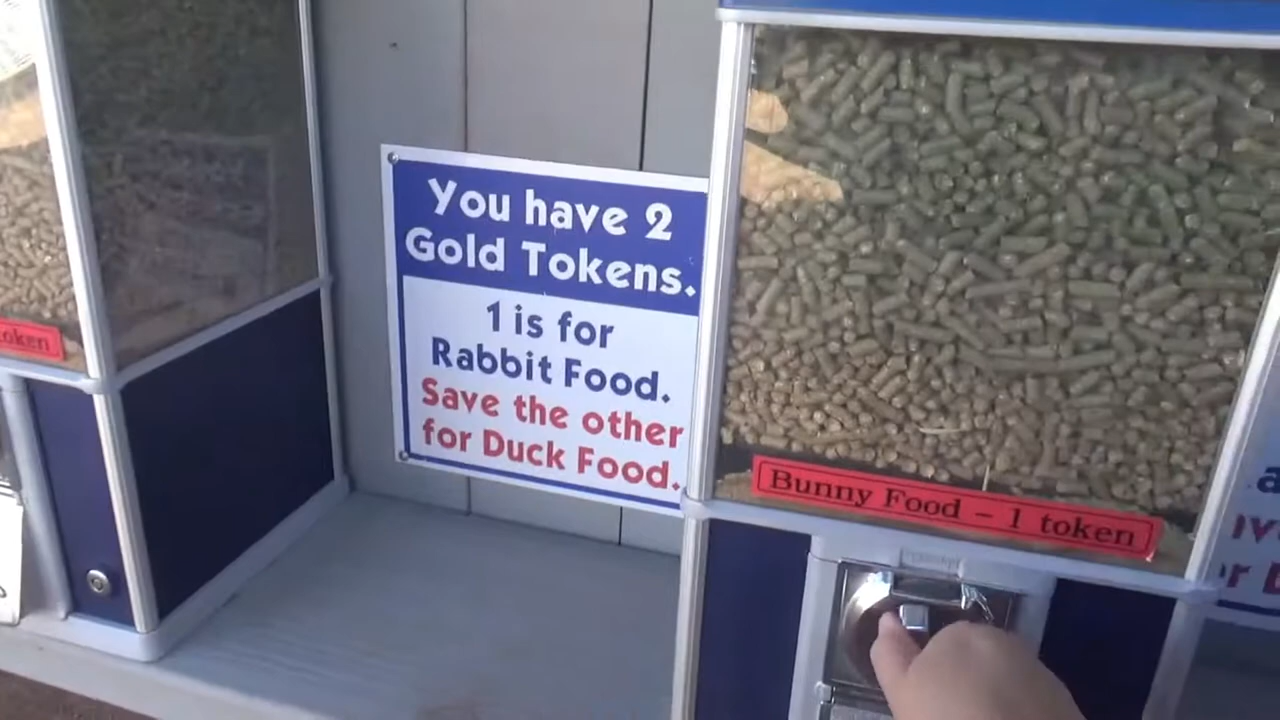 You have 2
Gold Tokens.
1 is for
Rabbit Food.
Save the other
for Duck Food.
Bunny Food - 1 token
token